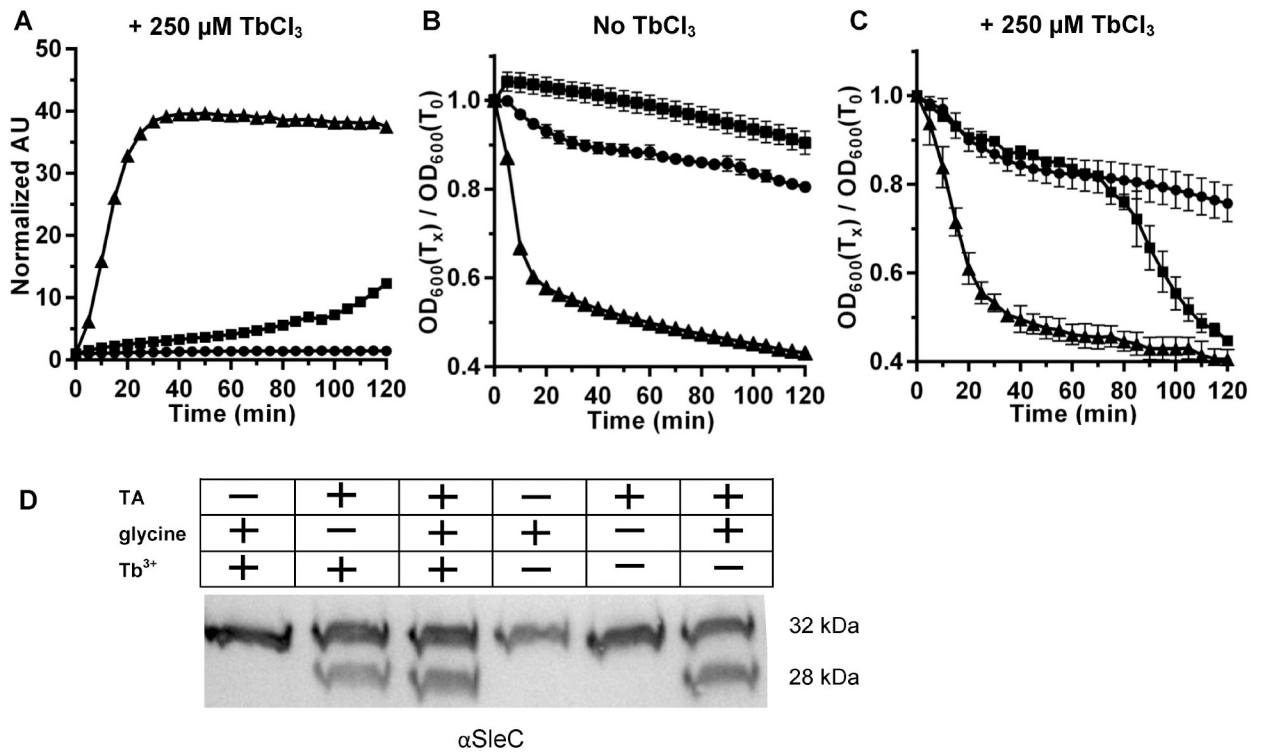 A + 250 µM TbCl₃
50
40
30
20
10
0
Normalized AU
0 20 40 60 80 100 120
Time (min)
B No TbCl₃
1.0
0.8
0.6
0.4
OD₆₀₀(Tₓ) / OD₆₀₀(T₀)
0 20 40 60 80 100 120
Time (min)
C + 250 µM TbCl₃
1.0
0.8
0.6
0.4
OD₆₀₀(Tₓ) / OD₆₀₀(T₀)
0 20 40 60 80 100 120
Time (min)
D
TA − + + − + +
glycine + − + + − +
Tb³⁺ + + + − − −
32 kDa
28 kDa
αSleC